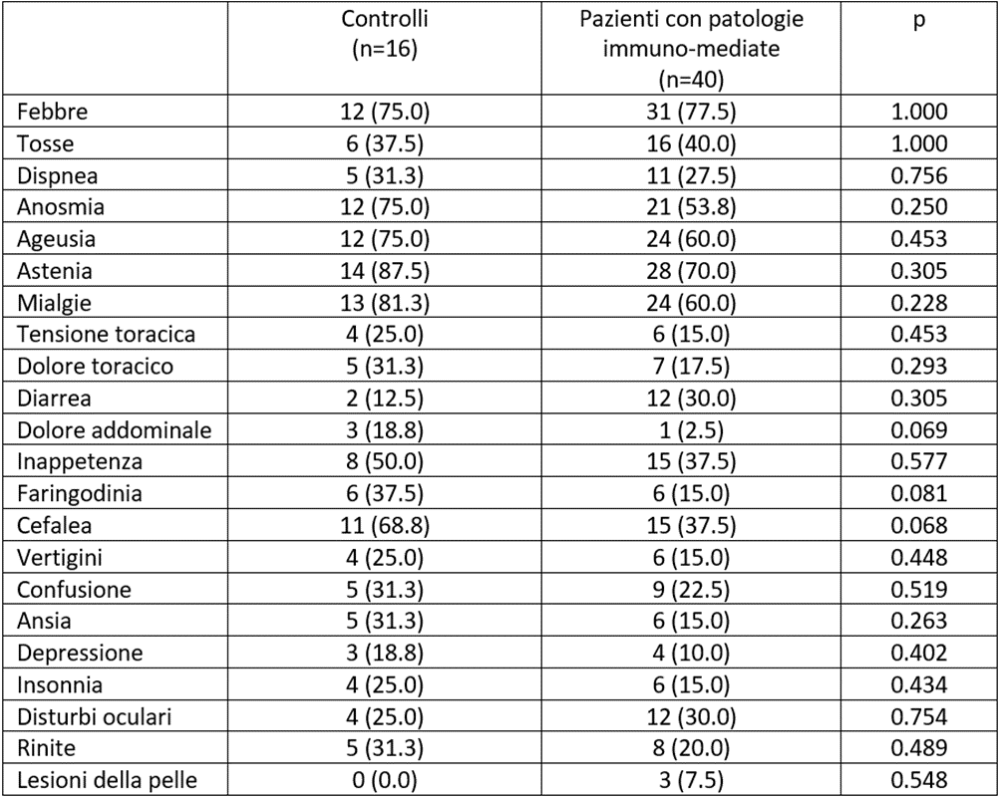 Controlli
(n=16)
Pazienti con patologie
immuno-mediate
(n=40)
p
Febbre 12 (75.0) 31 (77.5) 1.000
Tosse 6 (37.5) 16 (40.0) 1.000
Dispnea 5 (31.3) 11 (27.5) 0.756
Anosmia 12 (75.0) 21 (53.8) 0.250
Ageusia 12 (75.0) 24 (60.0) 0.453
Astenia 14 (87.5) 28 (70.0) 0.305
Mialgie 13 (81.3) 24 (60.0) 0.228
Tensione toracica 4 (25.0) 6 (15.0) 0.453
Dolore toracico 5 (31.3) 7 (17.5) 0.293
Diarrea 2 (12.5) 12 (30.0) 0.305
Dolore addominale 3 (18.8) 1 (2.5) 0.069
Inappetenza 8 (50.0) 15 (37.5) 0.577
Faringodinia 6 (37.5) 6 (15.0) 0.081
Cefalea 11 (68.8) 15 (37.5) 0.068
Vertigini 4 (25.0) 6 (15.0) 0.448
Confusione 5 (31.3) 9 (22.5) 0.519
Ansia 5 (31.3) 6 (15.0) 0.263
Depressione 3 (18.8) 4 (10.0) 0.402
Insonnia 4 (25.0) 6 (15.0) 0.434
Disturbi oculari 4 (25.0) 12 (30.0) 0.754
Rinite 5 (31.3) 8 (20.0) 0.489
Lesioni della pelle 0 (0.0) 3 (7.5) 0.548